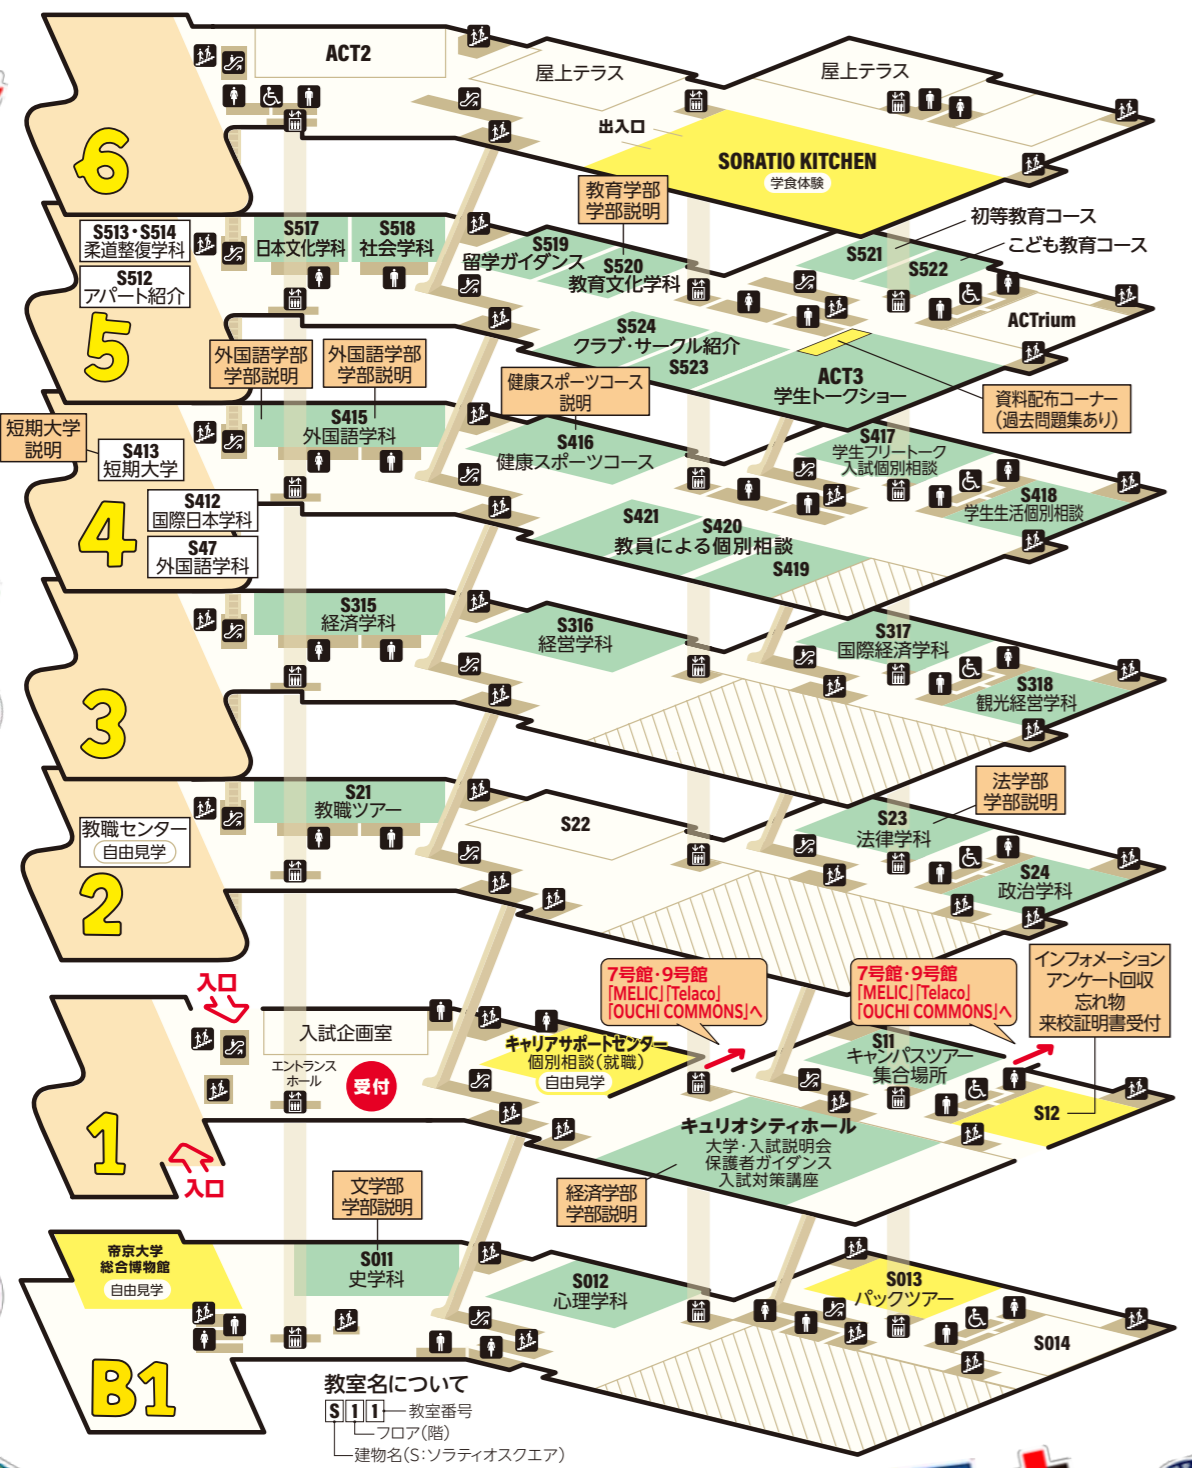 ACT2
屋上テラス
屋上テラス
出入口
SORATIO KITCHEN
学食体験
6
教育学部
学部説明
S513・S514
柔道整復学科
S512
アパート紹介
S517
日本文化学科
S518
社会学科
S519
留学ガイダンス
S520
教育文化学科
初等教育コース
こども教育コース
S521
S522
ACTrium
5
S524
クラブ・サークル紹介
S523
ACT3
学生トークショー
資料配布コーナー
（過去問題集あり）
外国語学部
学部説明
外国語学部
学部説明
健康スポーツコース
説明
短期大学
説明
S413
短期大学
S415
外国語学科
S416
健康スポーツコース
S417
学生フリートーク
入試個別相談
S418
学生生活個別相談
S412
国際日本学科
S47
外国語学科
4
S421
S420
教員による個別相談
S419
S315
経済学科
S316
経営学科
S317
国際経済学科
S318
観光経営学科
3
法学部
学部説明
S21
教職ツアー
S22
S23
法律学科
S24
政治学科
教職センター
自由見学
2
入口
7号館・9号館
「MELIC」「Telaco」
「OUCHI COMMONS」へ
7号館・9号館
「MELIC」「Telaco」
「OUCHI COMMONS」へ
インフォメーション
アンケート回収
忘れ物
来校証明書受付
入試企画室
エントランス
ホール
受付
キャリアサポートセンター
個別相談（就職）
自由見学
S11
キャンパスツアー
集合場所
S12
1
入口
キュリオシティホール
大学・入試説明会
保護者ガイダンス
入試対策講座
経済学部
学部説明
文学部
学部説明
帝京大学
総合博物館
自由見学
S011
史学科
S012
心理学科
S013
パックツアー
S014
B1
教室名について
S 1 1 教室番号
フロア（階）
建物名（S：ソラティオスクエア）